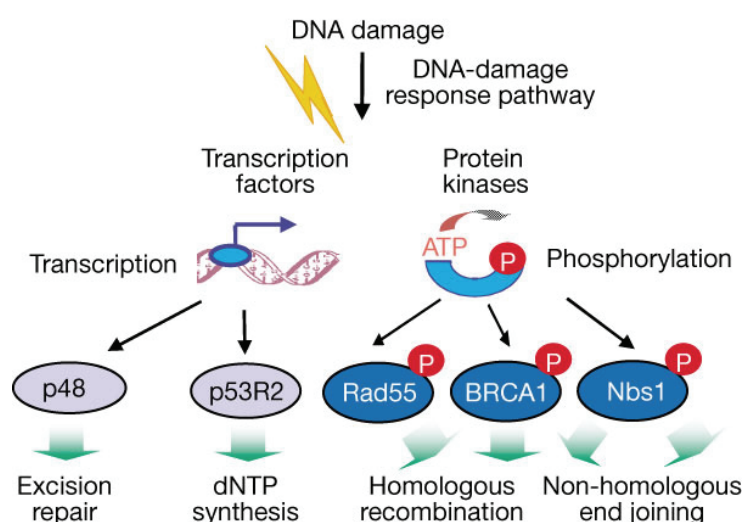 DNA damage
DNA-damage
response pathway
Transcription
factors
Protein
kinases
Transcription
ATP
P
Phosphorylation
P
P
P
p48
p53R2
Rad55
BRCA1
Nbs1
Excision
repair
dNTP
synthesis
Homologous
recombination
Non-homologous
end joining